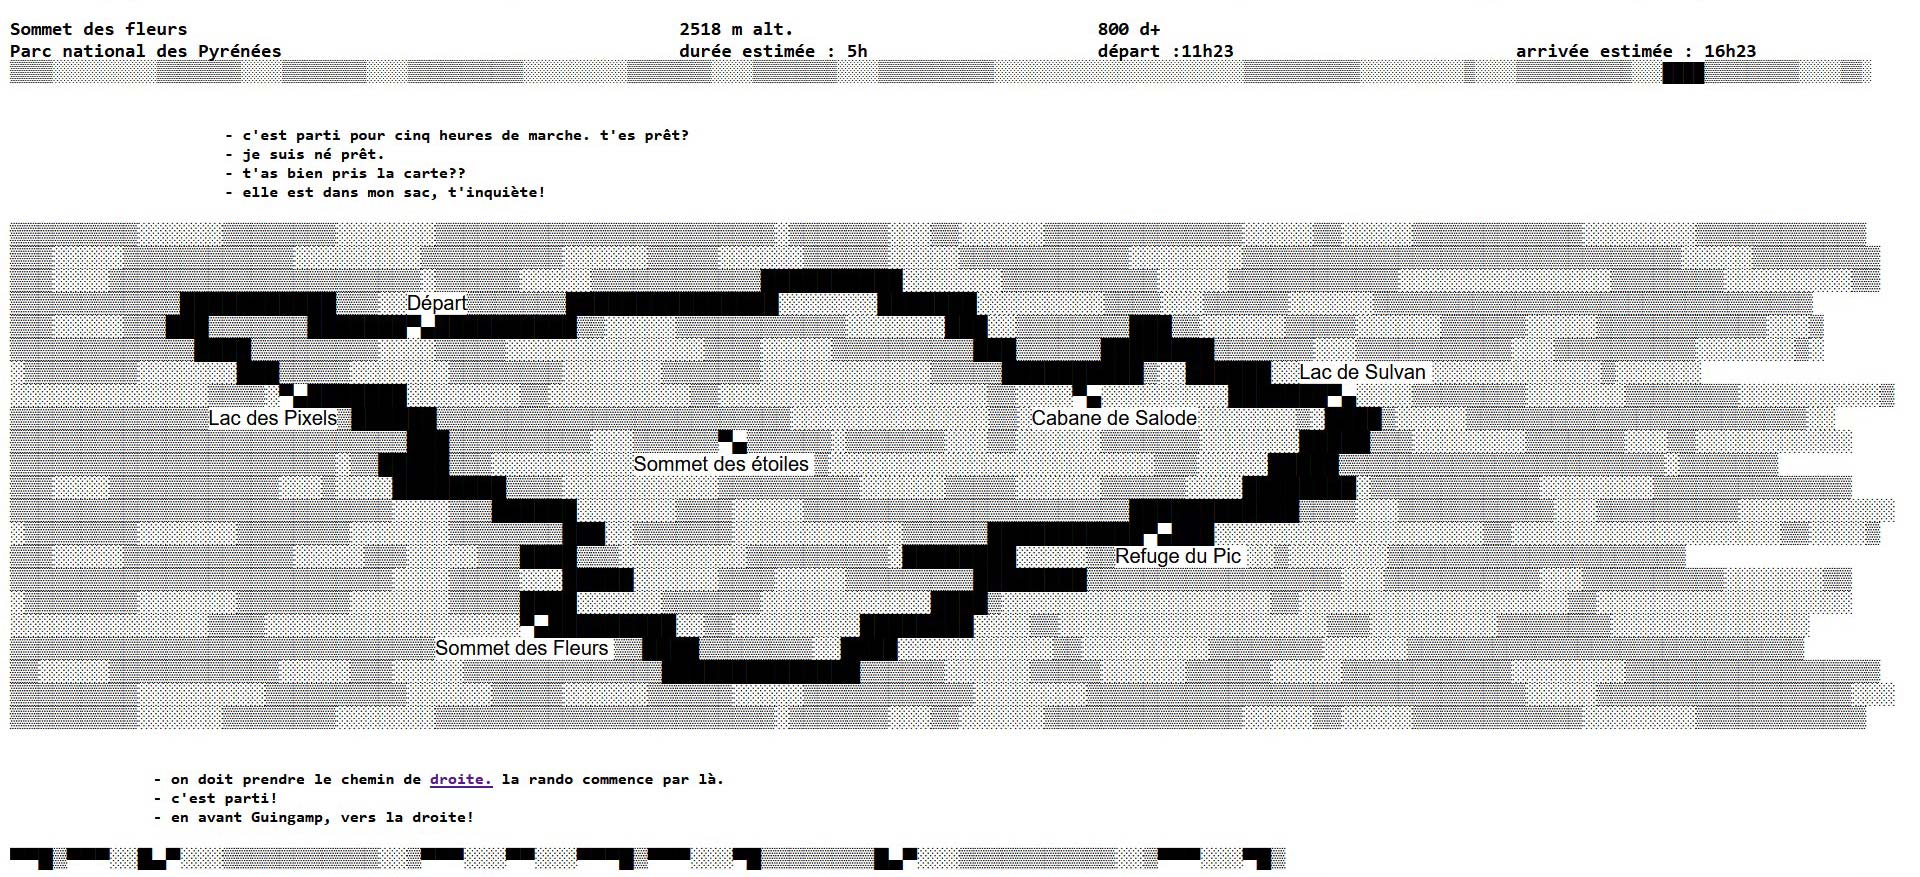 Sommet des fleurs 2518 m alt. 800 d+
Parc national des Pyrénées durée estimée : 5h départ :11h23 arrivée estimée : 16h23
- c'est parti pour cinq heures de marche. t'es prêt?
- je suis né prêt.
- t'as bien pris la carte??
- elle est dans mon sac, t'inquiète!
Départ
Lac de Sulvan
Lac des Pixels Cabane de Salode
Sommet des étoiles
Refuge du Pic
Sommet des Fleurs
- on doit prendre le chemin de droite. la rando commence par là.
- c'est parti!
- en avant Guingamp, vers la droite!